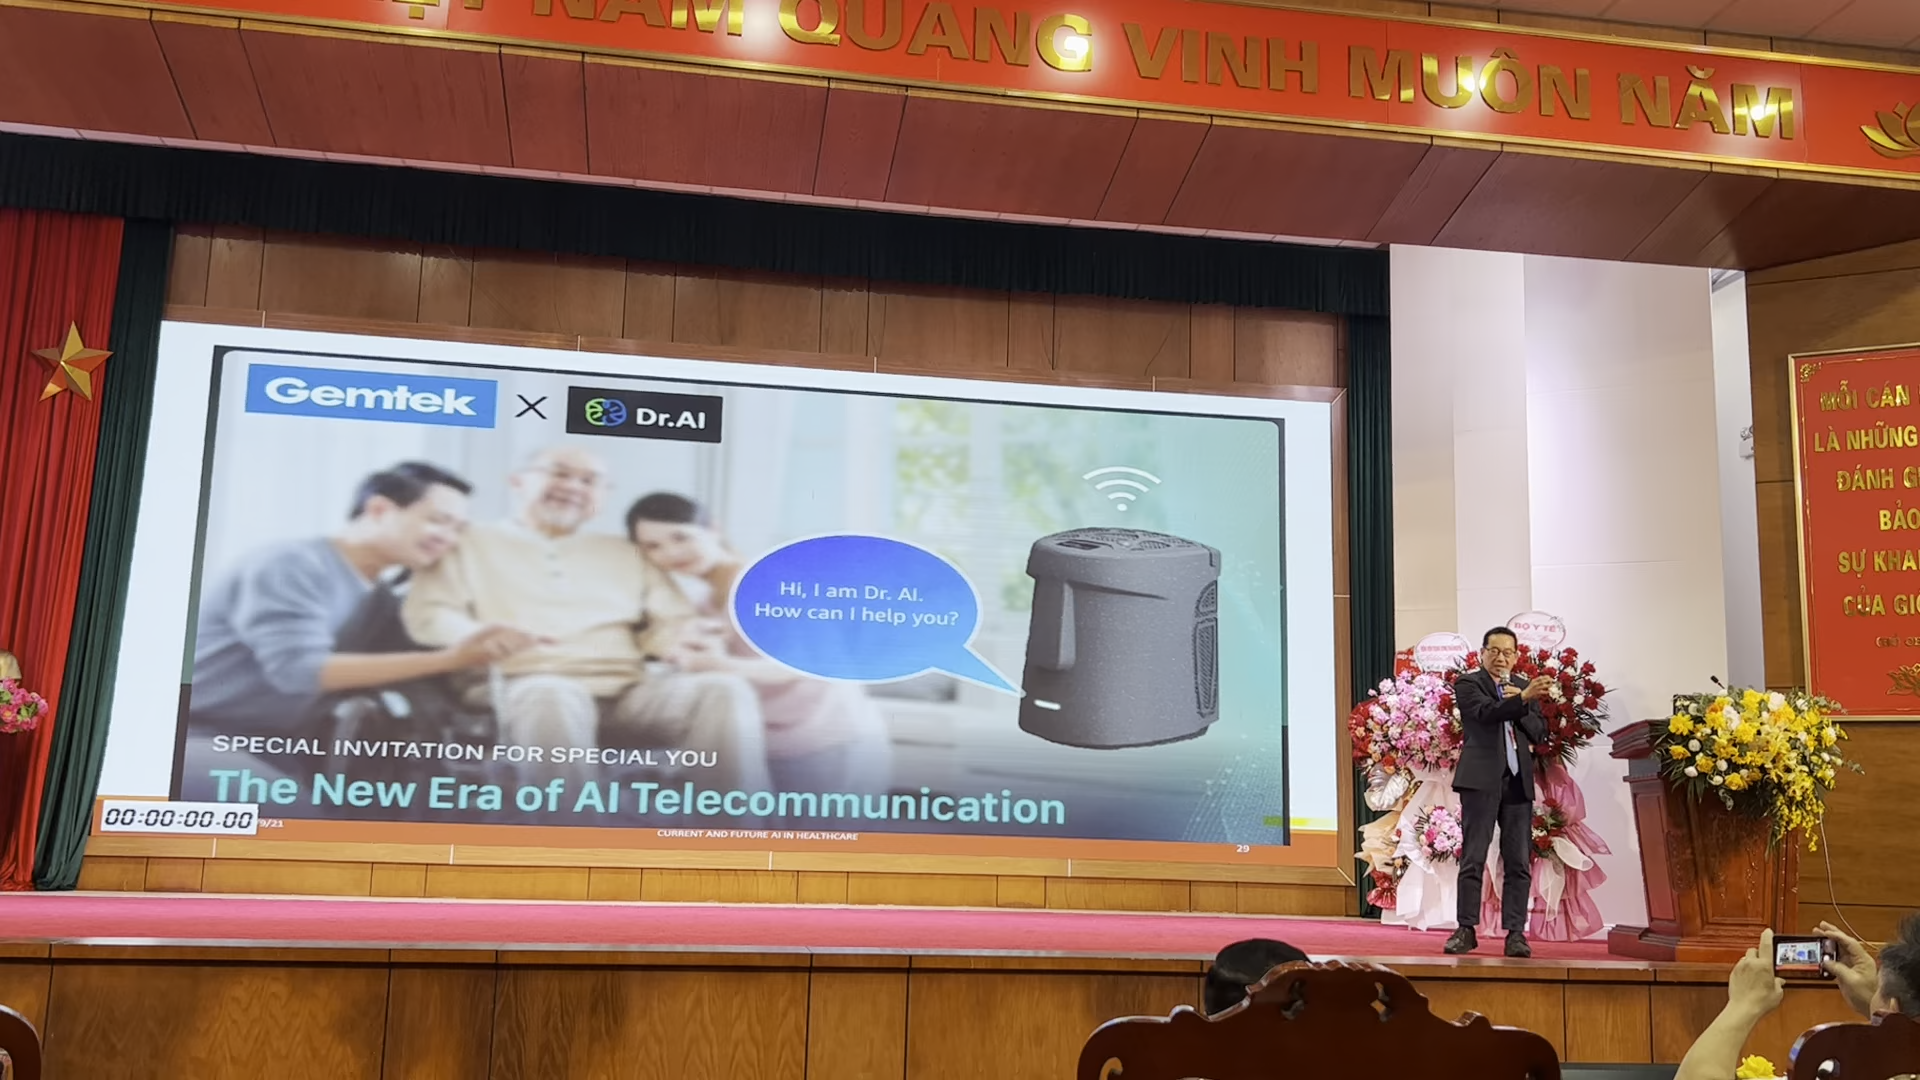 NAM QUANG VINH MUÔN NĂM
Gemtek X Dr.AI
Hi, I am Dr. AI.
How can I help you?
SPECIAL INVITATION FOR SPECIAL YOU
The New Era of AI Telecommunication
00:00:00.00
9/21
CURRENT AND FUTURE AI IN HEALTHCARE
29
BỘ Y TẾ
MỖI CÁN
LÀ NHỮNG
ĐÁNH
BẢO
SỰ
CỦA